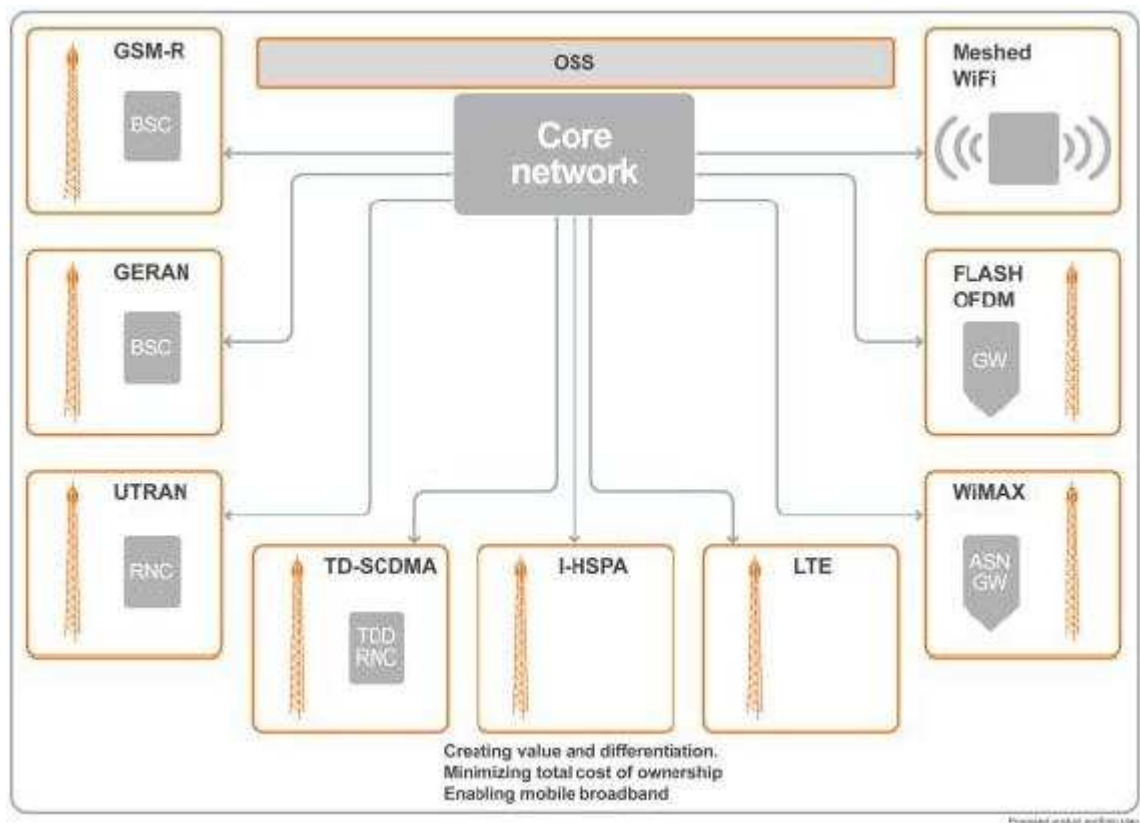 GSM-R
BSC
OSS
Core
network
Meshed
WiFi
GERAN
BSC
FLASH
OFDM
GW
UTRAN
RNC
TD-SCDMA
TDD
RNC
I-HSPA
LTE
WiMAX
ASN
GW
Creating value and differentiation.
Minimizing total cost of ownership
Enabling mobile broadband